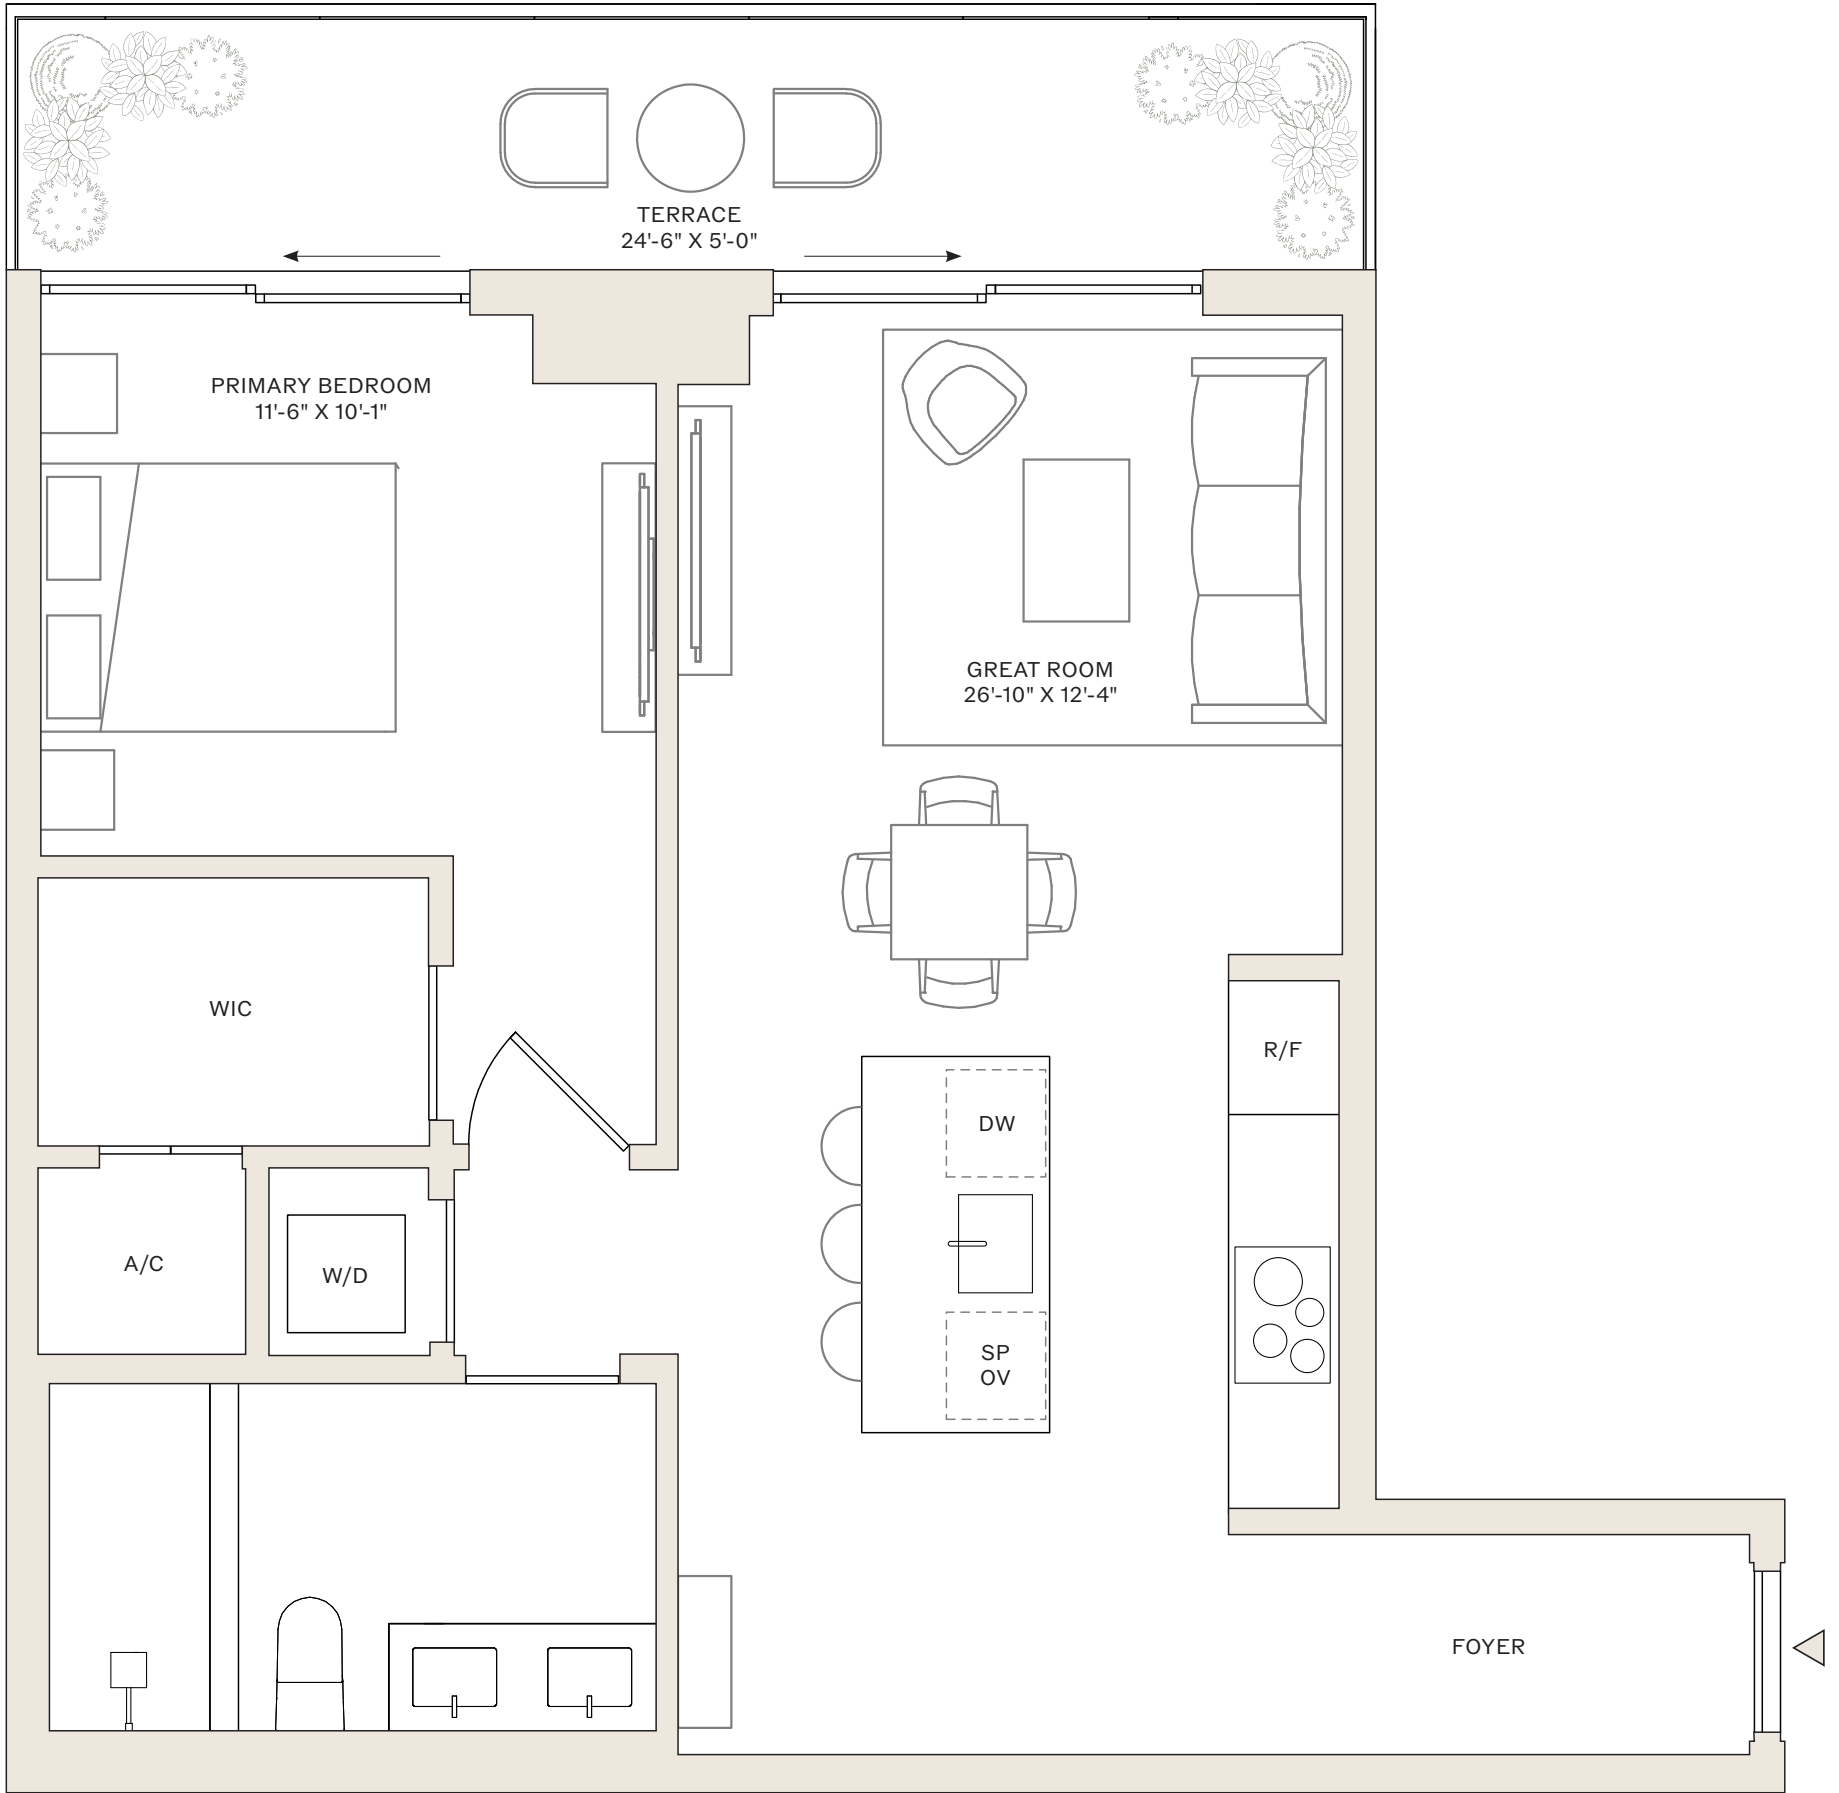 TERRACE
24'-6" X 5'-0"
PRIMARY BEDROOM
11'-6" X 10'-1"
GREAT ROOM
26'-10" X 12'-4"
WIC
R/F
DW
A/C
W/D
SP
OV
FOYER